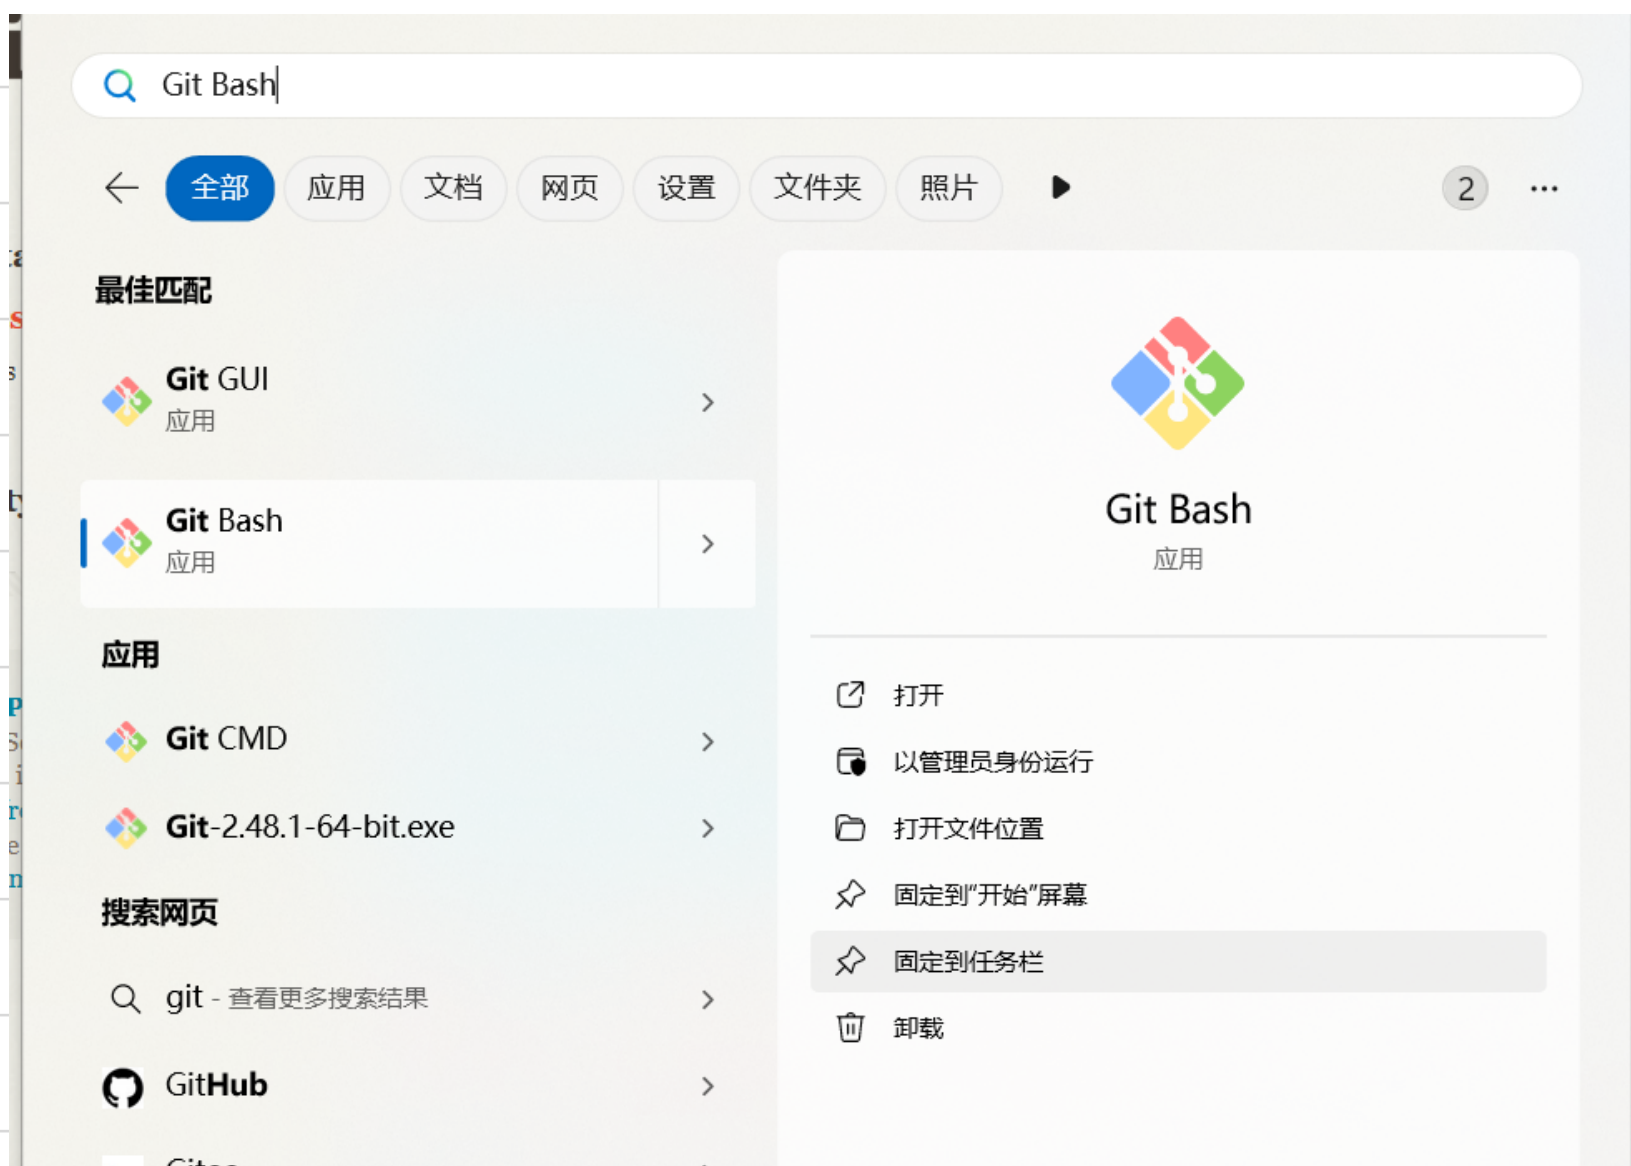 Git Bash
全部
应用
文档
网页
设置
文件夹
照片
2
最佳匹配
Git GUI
应用
Git Bash
应用
应用
Git CMD
Git-2.48.1-64-bit.exe
搜索网页
git - 查看更多搜索结果
GitHub
Git Bash
应用
打开
以管理员身份运行
打开文件位置
固定到“开始”屏幕
固定到任务栏
卸载